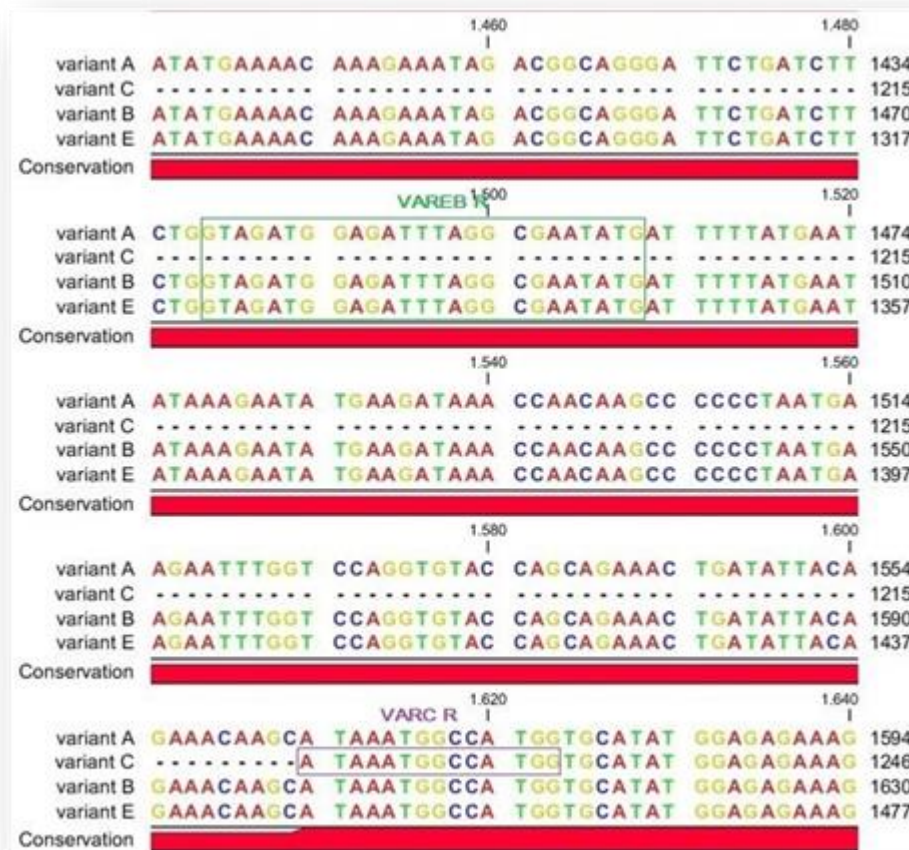 1.460 1.480
variant A ATATGAAAAC AAAGAAATAG ACGGCAGGGA TTCTGATCTT 1434
variant C - - - - - - - - - - - - - - - - - - - - - - - - - - - - - - - - - - - - - - - - 1215
variant B ATATGAAAAC AAAGAAATAG ACGGCAGGGA TTCTGATCTT 1470
variant E ATATGAAAAC AAAGAAATAG ACGGCAGGGA TTCTGATCTT 1317
Conservation
VAREB R 1.500 1.520
variant A CTGGTAGATG GAGATTTAGG CGAATATGAT TTTTATGAAT 1474
variant C - - - - - - - - - - - - - - - - - - - - - - - - - - - - - - - - - - - - - - - - 1215
variant B CTGGTAGATG GAGATTTAGG CGAATATGAT TTTTATGAAT 1510
variant E CTGGTAGATG GAGATTTAGG CGAATATGAT TTTTATGAAT 1357
Conservation
1.540 1.560
variant A ATAAAGAATA TGAAGATAAA CCAACAAGCC CCCCTAATGA 1514
variant C - - - - - - - - - - - - - - - - - - - - - - - - - - - - - - - - - - - - - - - - 1215
variant B ATAAAGAATA TGAAGATAAA CCAACAAGCC CCCCTAATGA 1550
variant E ATAAAGAATA TGAAGATAAA CCAACAAGCC CCCCTAATGA 1397
Conservation
1.580 1.600
variant A AGAATTTGGT CCAGGTGTAC CAGCAGAAAC TGATATTACA 1554
variant C - - - - - - - - - - - - - - - - - - - - - - - - - - - - - - - - - - - - - - - - 1215
variant B AGAATTTGGT CCAGGTGTAC CAGCAGAAAC TGATATTACA 1590
variant E AGAATTTGGT CCAGGTGTAC CAGCAGAAAC TGATATTACA 1437
Conservation
VARC R 1.620 1.640
variant A GAAACAAGCA TAAATGGCCA TGGTGCATAT GGAGAGAAAG 1594
variant C - - - - - - - - - A TAAATGGCCA TGGTGCATAT GGAGAGAAAG 1246
variant B GAAACAAGCA TAAATGGCCA TGGTGCATAT GGAGAGAAAG 1630
variant E GAAACAAGCA TAAATGGCCA TGGTGCATAT GGAGAGAAAG 1477
Conservation